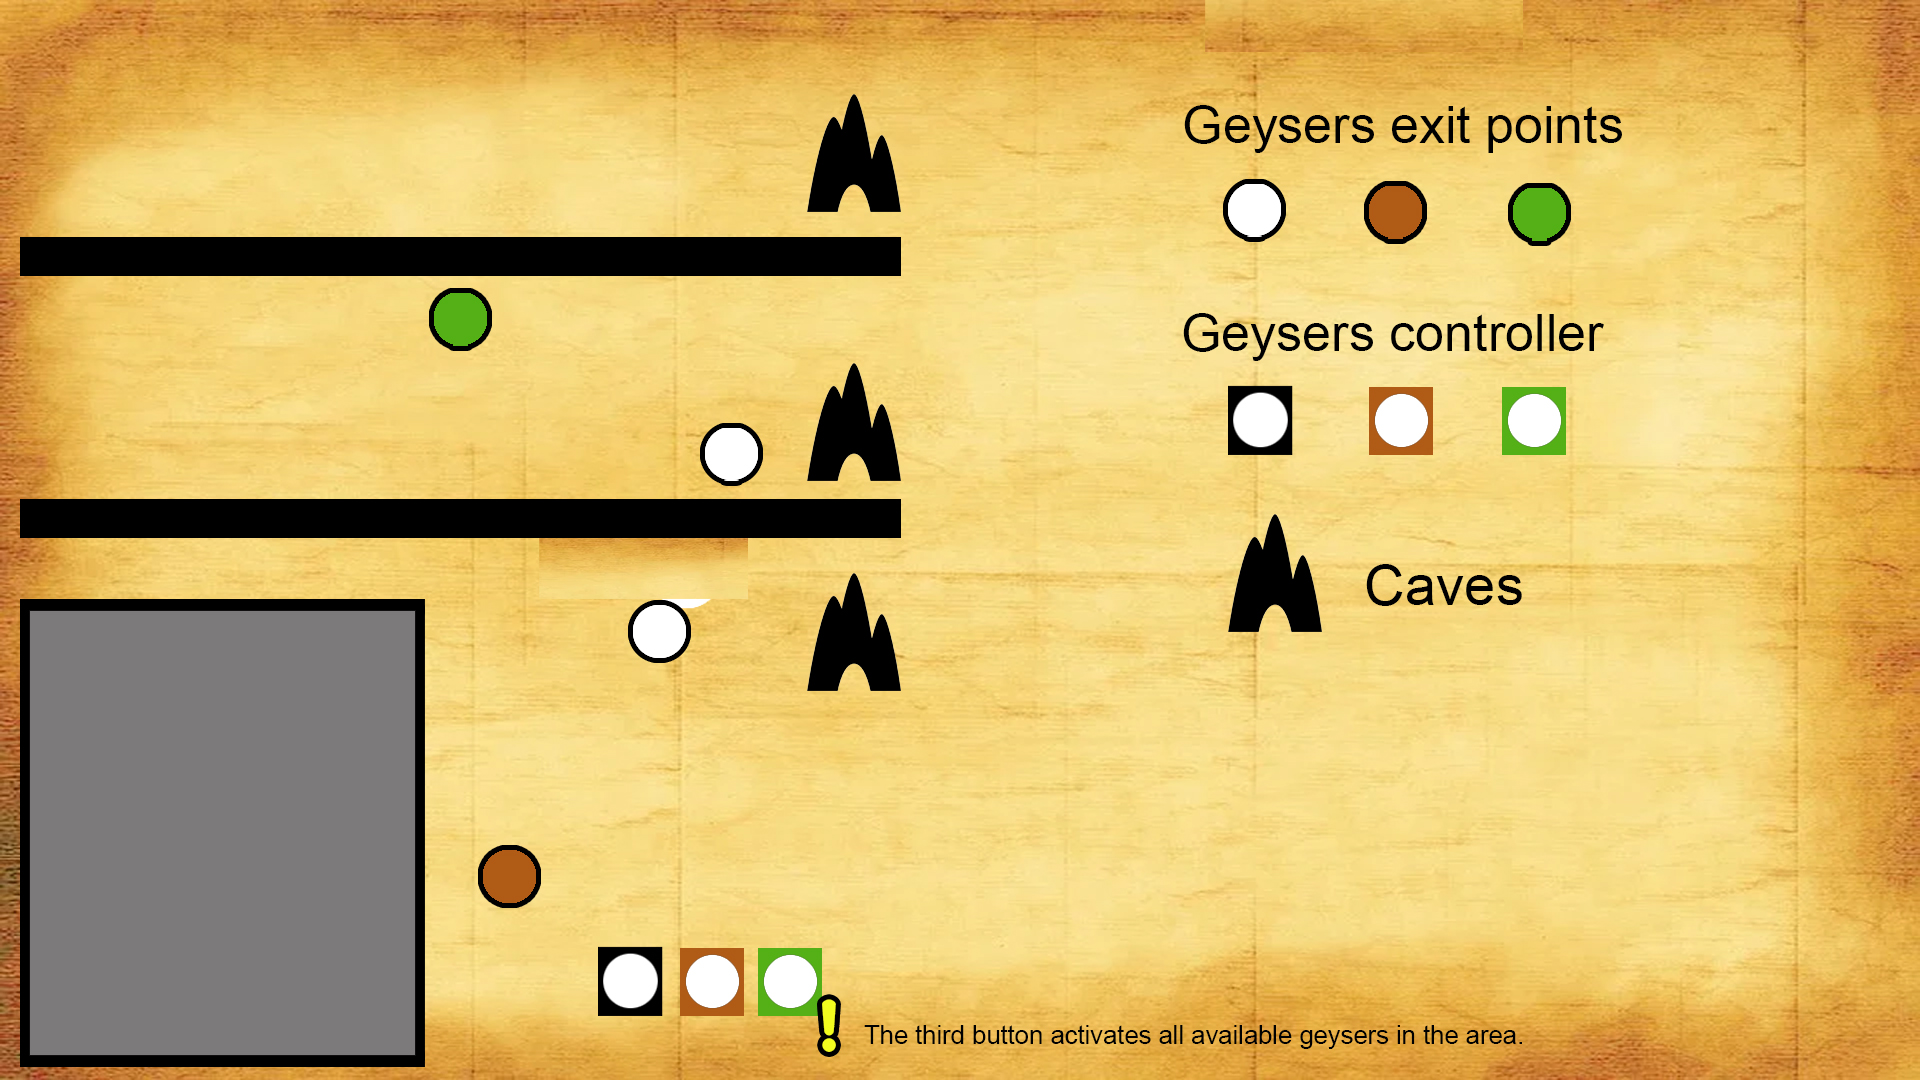 Geysers exit points
Geysers controller
Caves
The third button activates all available geysers in the area.